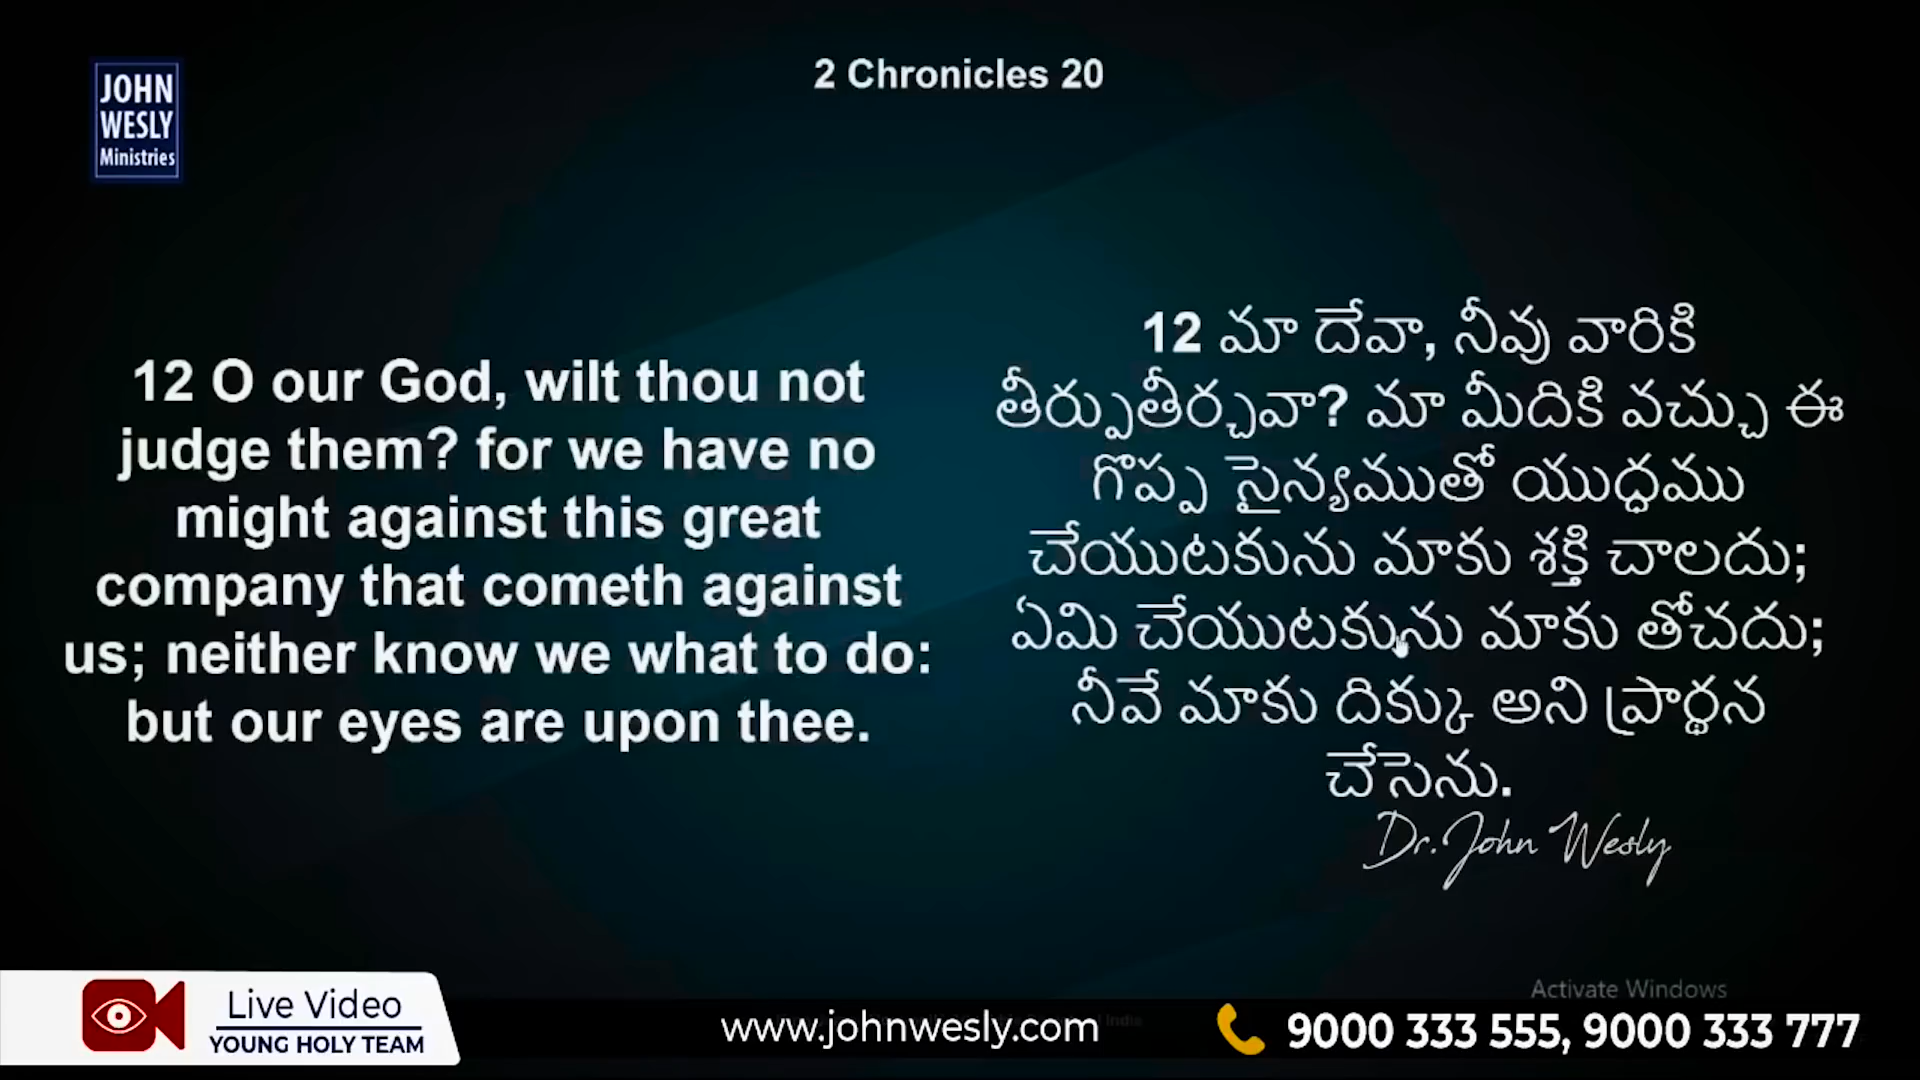 2 Chronicles 20
JOHN
WESLY
Ministries
12 O our God, wilt thou not
judge them? for we have no
might against this great
company that cometh against
us; neither know we what to do:
but our eyes are upon thee.
12 మా దేవా, నీవు వారికి
తీర్పుతీర్చవా? మా మీదికి వచ్చు ఈ
గొప్ప సైన్యముతో యుద్ధము
చేయుటకును మాకు శక్తి చాలదు;
ఏమి చేయుటకును మాకు తోచదు;
నీవే మాకు దిక్కు అని ప్రార్థన
చేసెను.
Dr. John Wesly
Activate Windows
Live Video
YOUNG HOLY TEAM
www.johnwesly.com
9000 333 555, 9000 333 777